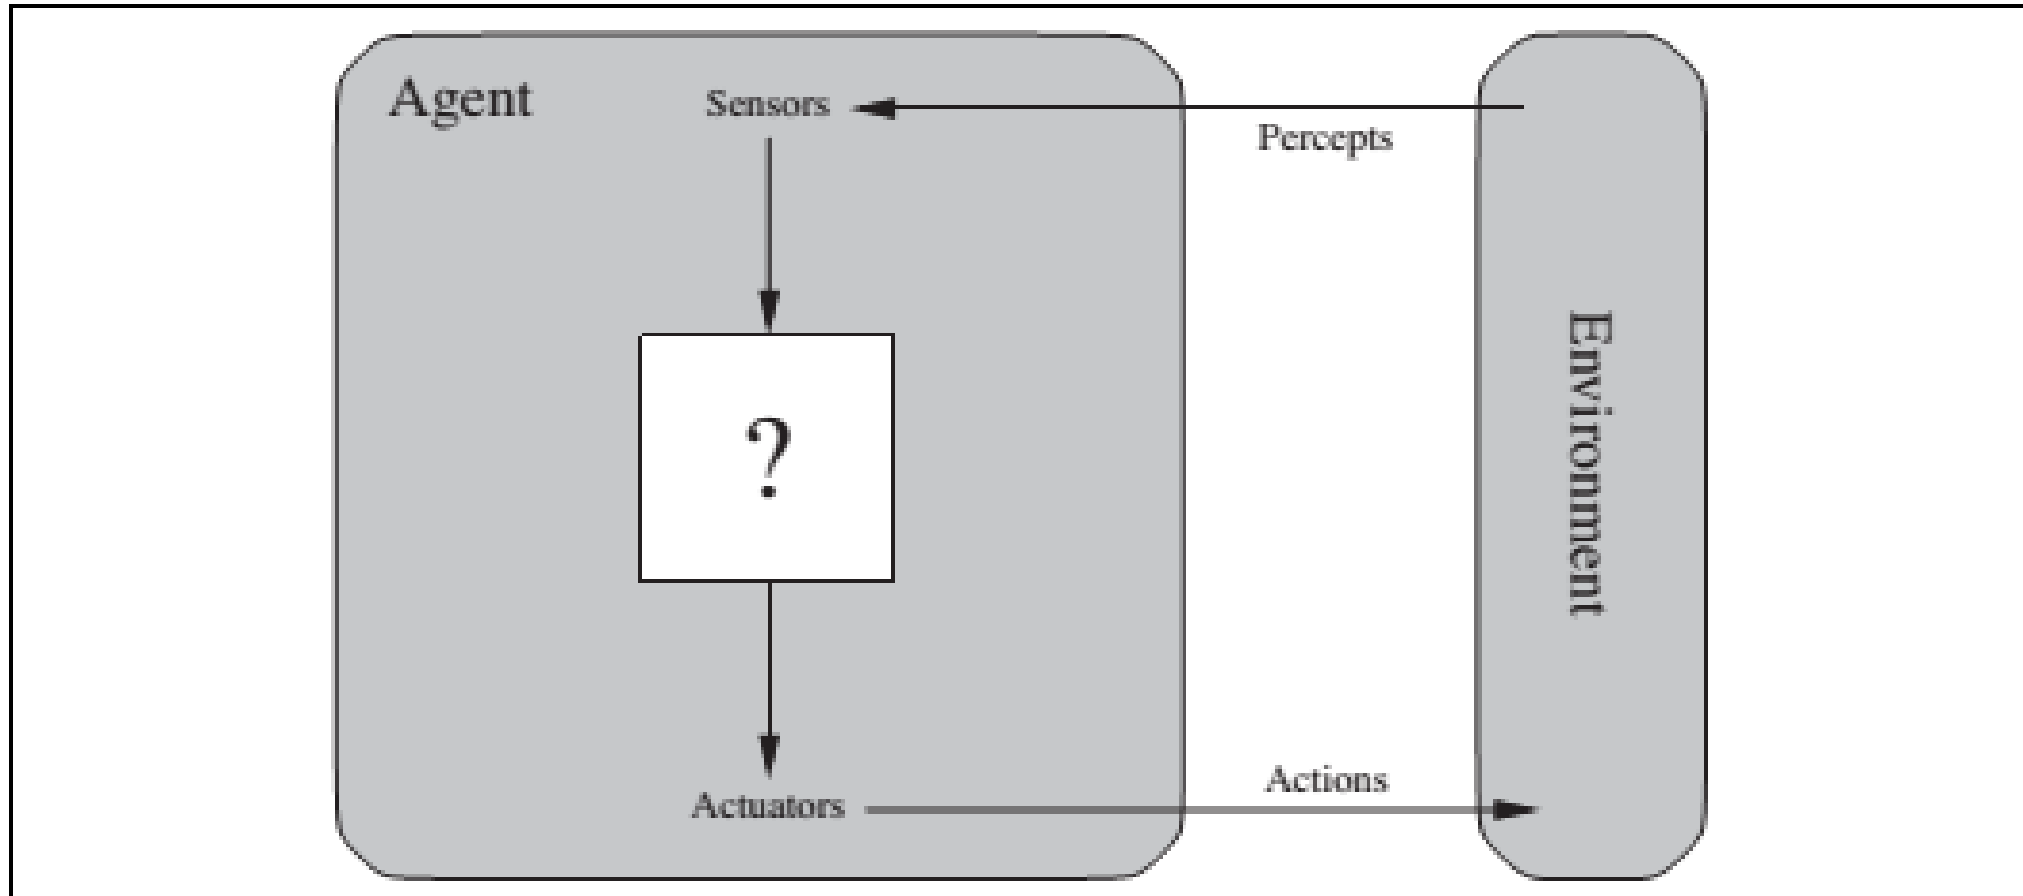 Agent
Sensors
Percepts
?
Environment
Actions
Actuators